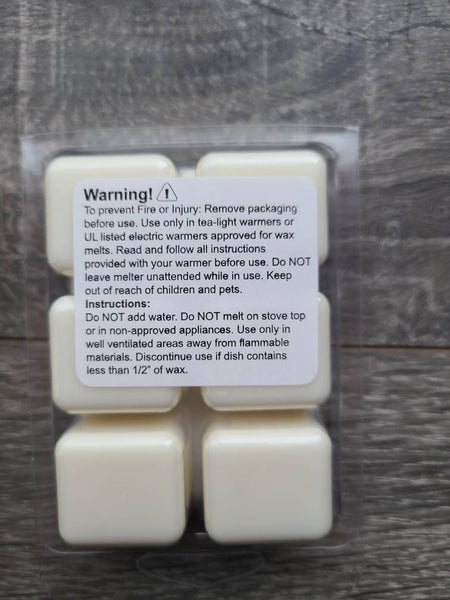 Warning!
To prevent Fire or Injury: Remove packaging
before use. Use only in tea-light warmers or
UL listed electric warmers approved for wax
melts. Read and follow all instructions
provided with your warmer before use. Do NOT
leave melter unattended while in use. Keep
out of reach of children and pets.
Instructions:
Do NOT add water. Do NOT melt on stove top
or in non-approved appliances. Use only in
well ventilated areas away from flammable
materials. Discontinue use if dish contains
less than 1/2" of wax.